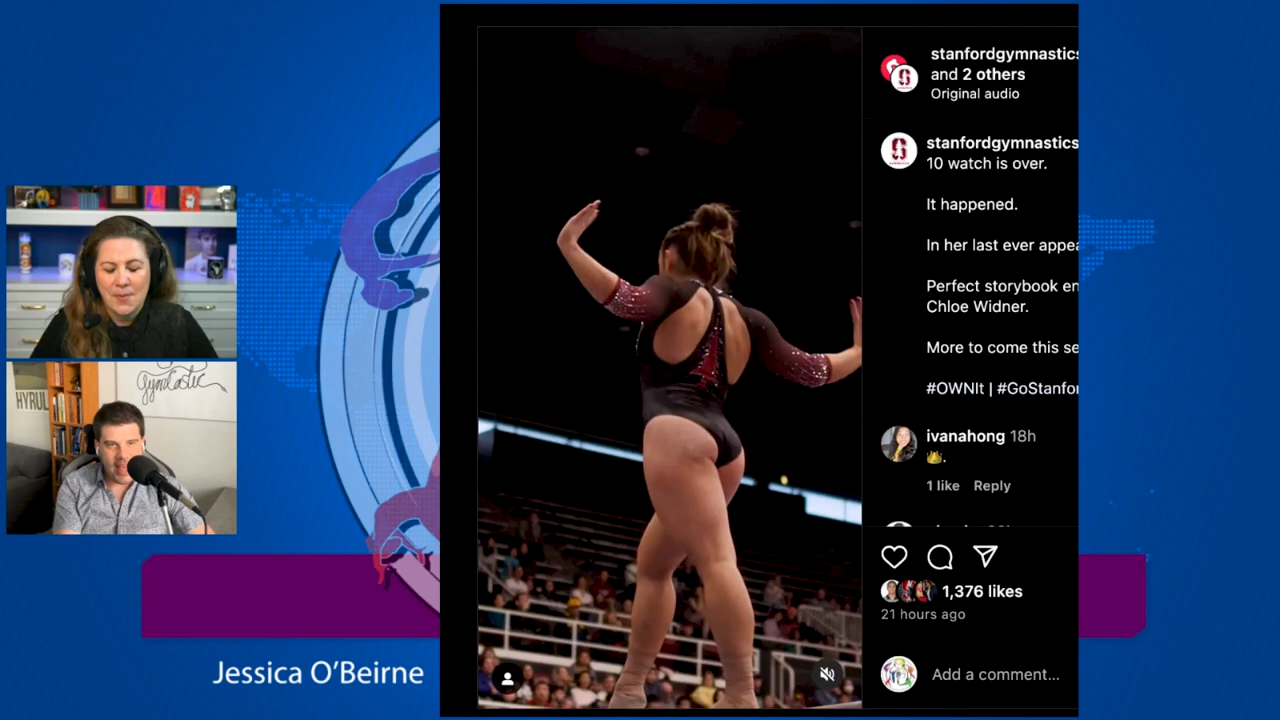 stanfordgymnastics
and 2 others
Original audio
stanfordgymnastics
10 watch is over.
It happened.
In her last ever appea
Perfect storybook en
Chloe Widner.
More to come this se
#OWNIt | #GoStanfor
ivanahong 18h
👑.
1 like Reply
1,376 likes
21 hours ago
Add a comment...
HYRUL
GymCastic
Jessica O'Beirne